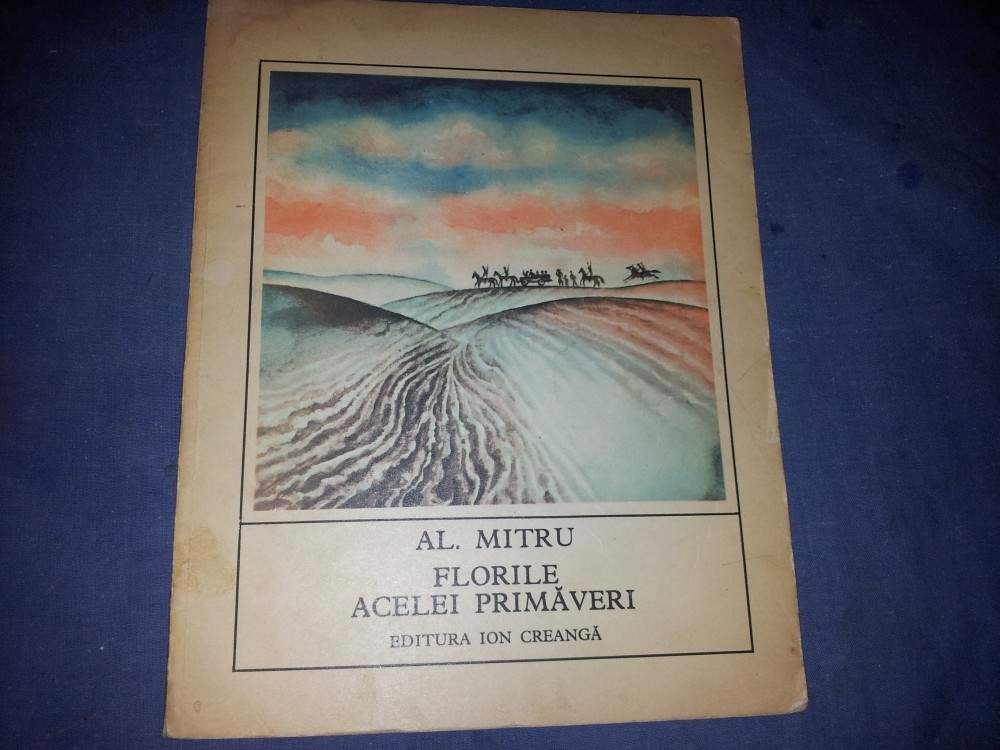 AL. MITRU
FLORILE
ACELEI PRIMĂVERI
EDITURA ION CREANGĂ